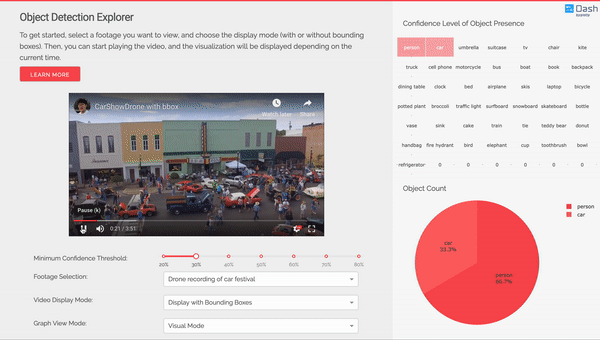 Object Detection Explorer
To get started, select a footage you want to view, and choose the display mode (with or without bounding
boxes). Then, you can start playing the video, and the visualization will be displayed depending on the
current time.
LEARN MORE
CarShowDrone with bbox
Watch later
Share
Pause (k)
0:21 / 3:51
Minimum Confidence Threshold:
20% 30% 40% 50% 60% 70% 80%
Footage Selection:
Drone recording of car festival
Video Display Mode:
Display with Bounding Boxes
Graph View Mode:
Visual Mode
Dash
Confidence Level of Object Presence
person car umbrella suitcase tv chair kite
truck cell phone motorcycle bus boat book backpack
dining table clock bed airplane skis laptop bicycle
potted plant broccoli traffic light surfboard snowboard skateboard bottle
vase sink cake train tie teddy bear donut
handbag fire hydrant bird elephant cup toothbrush bowl
refrigerator 0 0 0 0 0 0
Object Count
person
car
car
33.3%
person
66.7%